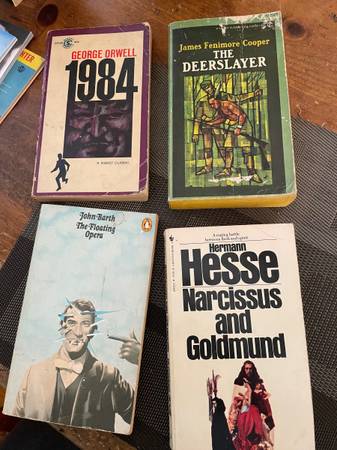 GEORGE ORWELL
1984
A SIGNET CLASSIC
James Fenimore Cooper
THE
DEERSLAYER
John Barth
The Floating
Opera
Hermann
Hesse
Narcissus
and
Goldmund